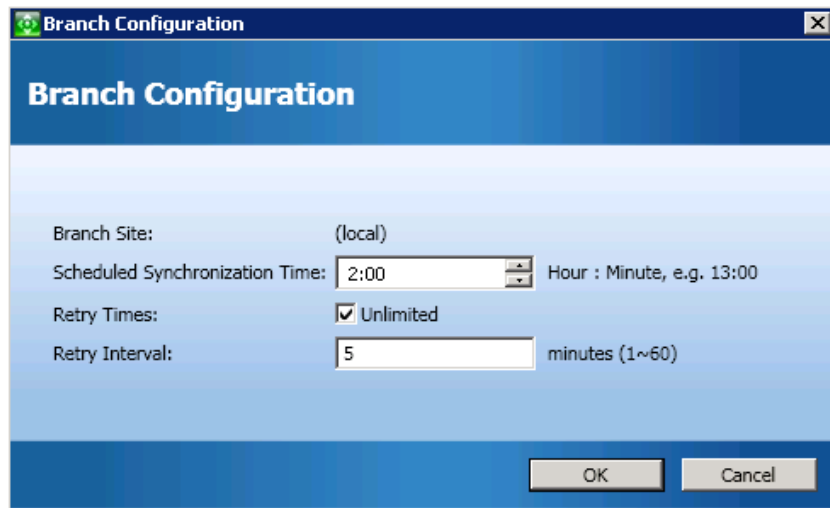 Branch Configuration
Branch Configuration
Branch Site: (local)
Scheduled Synchronization Time: 2:00 Hour : Minute, e.g. 13:00
Retry Times: Unlimited
Retry Interval: 5 minutes (1~60)
OK Cancel